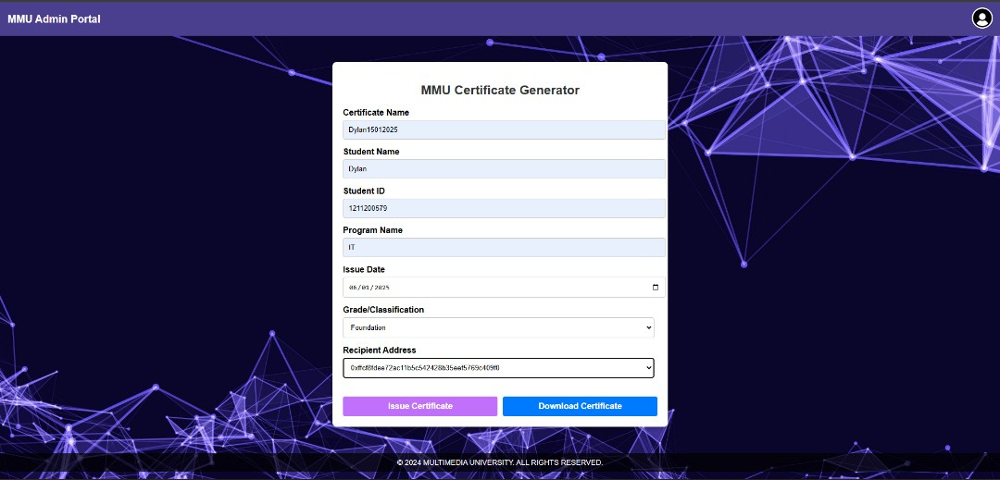 MMU Admin Portal
MMU Certificate Generator
Certificate Name
Dylan15012025
Student Name
Dylan
Student ID
1211200579
Program Name
IT
Issue Date
06/01/2025
Grade/Classification
Foundation
Recipient Address
Issue Certificate Download Certificate
© 2024 MULTIMEDIA UNIVERSITY. ALL RIGHTS RESERVED.